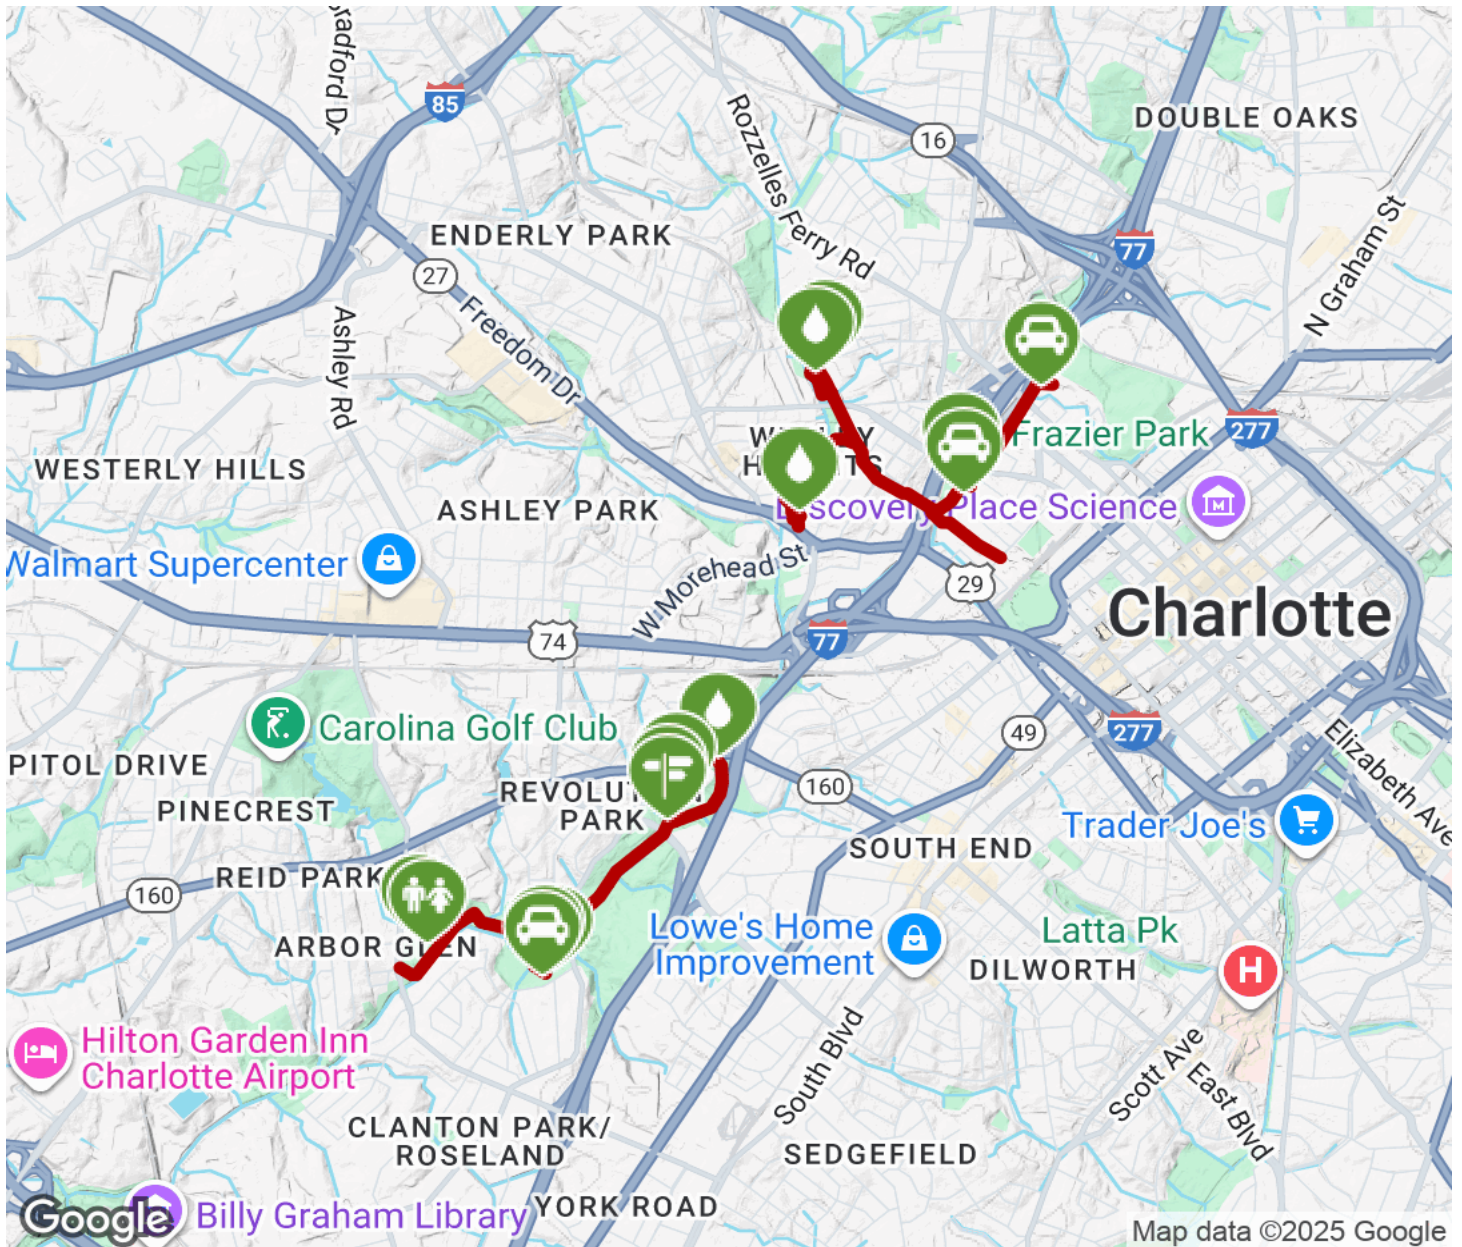 Bradford Dr
85
DOUBLE OAKS
16
Rozzelles Ferry Rd
ENDERLY PARK
77
27
N Graham St
Freedom Dr
Ashley Rd
Frazier Park
277
WESTERLY HILLS
ASHLEY PARK
Discovery Place Science
Walmart Supercenter
W Morehead St
29
Charlotte
74
77
Carolina Golf Club
49
277
PITOL DRIVE
Elizabeth Ave
160
PINECREST
PARK
Trader Joe's
SOUTH END
REID PARK
160
Lowe's Home
Improvement
Latta Pk
ARBOR GLEN
DILWORTH
H
Hilton Garden Inn
Charlotte Airport
South Blvd
Scott Ave
East Blvd
CLANTON PARK/
ROSELAND
SEDGEFIELD
YORK ROAD
Billy Graham Library
Google
Map data ©2025 Google